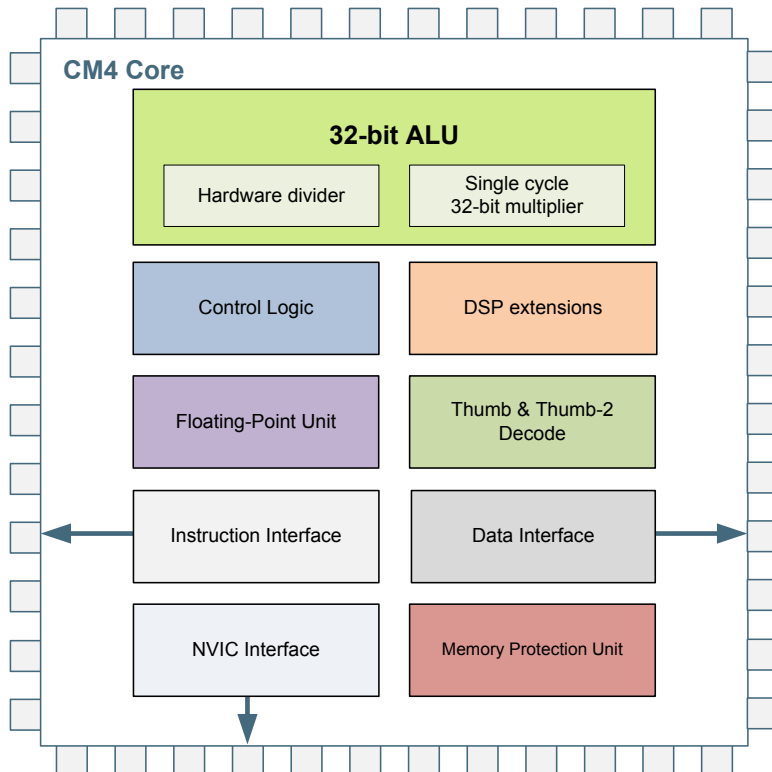 CM4 Core
32-bit ALU
Hardware divider
Single cycle
32-bit multiplier
Control Logic
DSP extensions
Floating-Point Unit
Thumb & Thumb-2
Decode
Instruction Interface
Data Interface
NVIC Interface
Memory Protection Unit